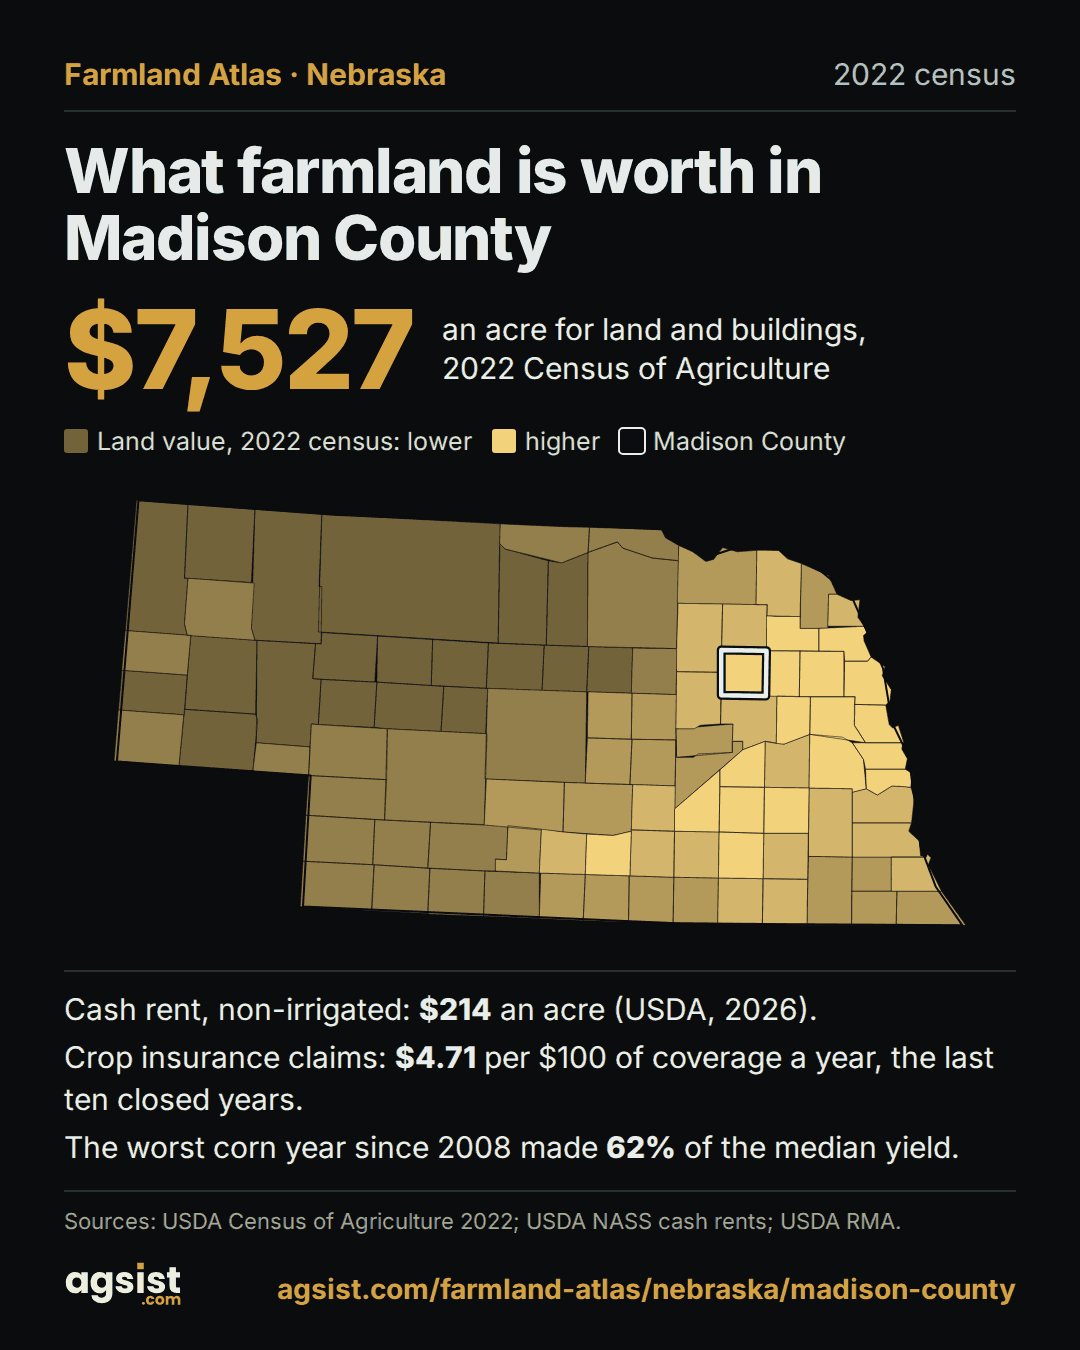 Farmland Atlas · Nebraska
2022 census
What farmland is worth in
Madison County
$7,527
an acre for land and buildings,
2022 Census of Agriculture
Land value, 2022 census: lower
higher
Madison County
Cash rent, non-irrigated: $214 an acre (USDA, 2026).
Crop insurance claims: $4.71 per $100 of coverage a year, the last
ten closed years.
The worst corn year since 2008 made 62% of the median yield.
Sources: USDA Census of Agriculture 2022; USDA NASS cash rents; USDA RMA.
agsist
.com
agsist.com/farmland-atlas/nebraska/madison-county